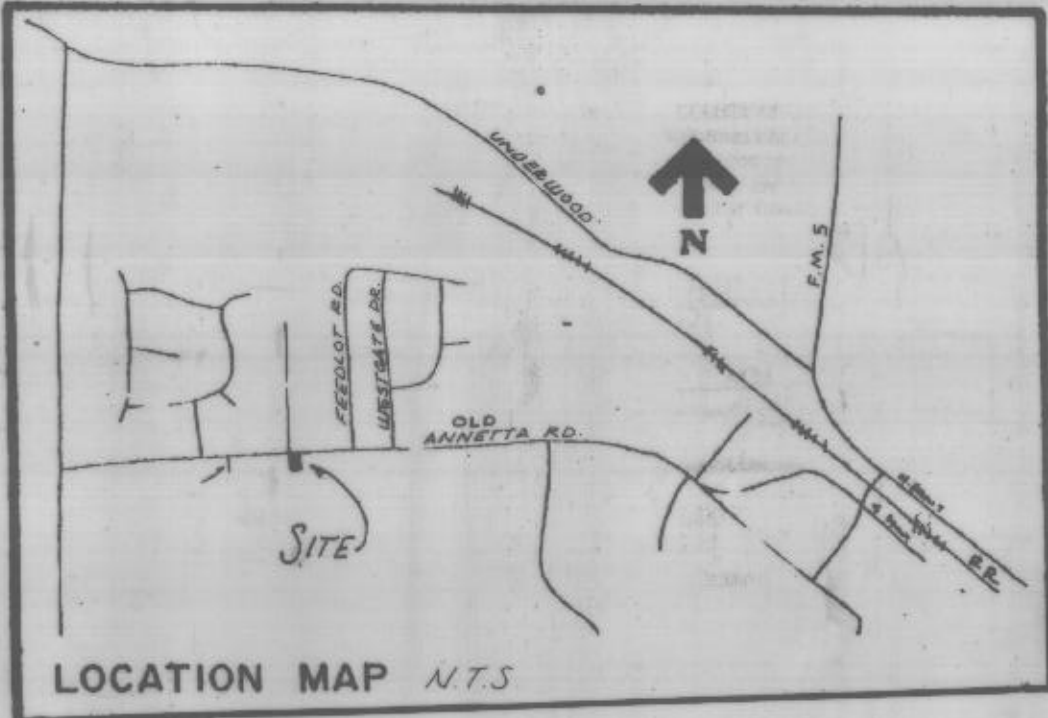 UNDERWOOD
N
F.M. 5
FEEDLOT RD.
WESTGATE DR.
OLD
ANNETTA RD.
SITE
R.R.
LOCATION MAP N.T.S